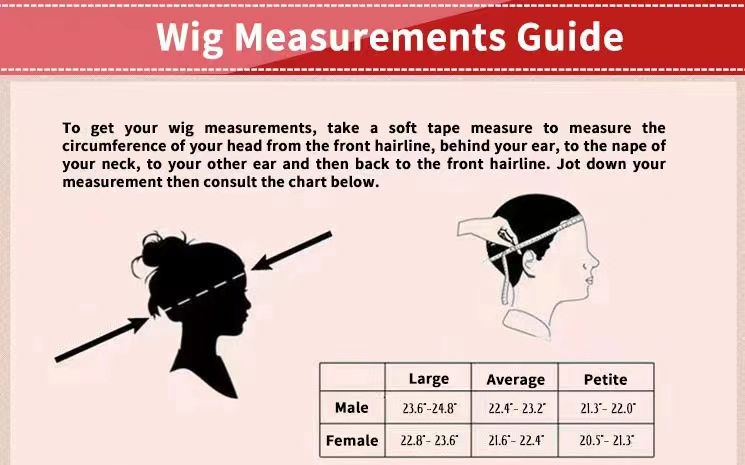 Wig Measurements Guide
To get your wig measurements, take a soft tape measure to measure the
circumference of your head from the front hairline, behind your ear, to the nape of
your neck, to your other ear and then back to the front hairline. Jot down your
measurement then consult the chart below.
Large Average Petite
Male 23.6"-24.8" 22.4"- 23.2" 21.3"- 22.0"
Female 22.8"- 23.6" 21.6"- 22.4" 20.5"- 21.3"